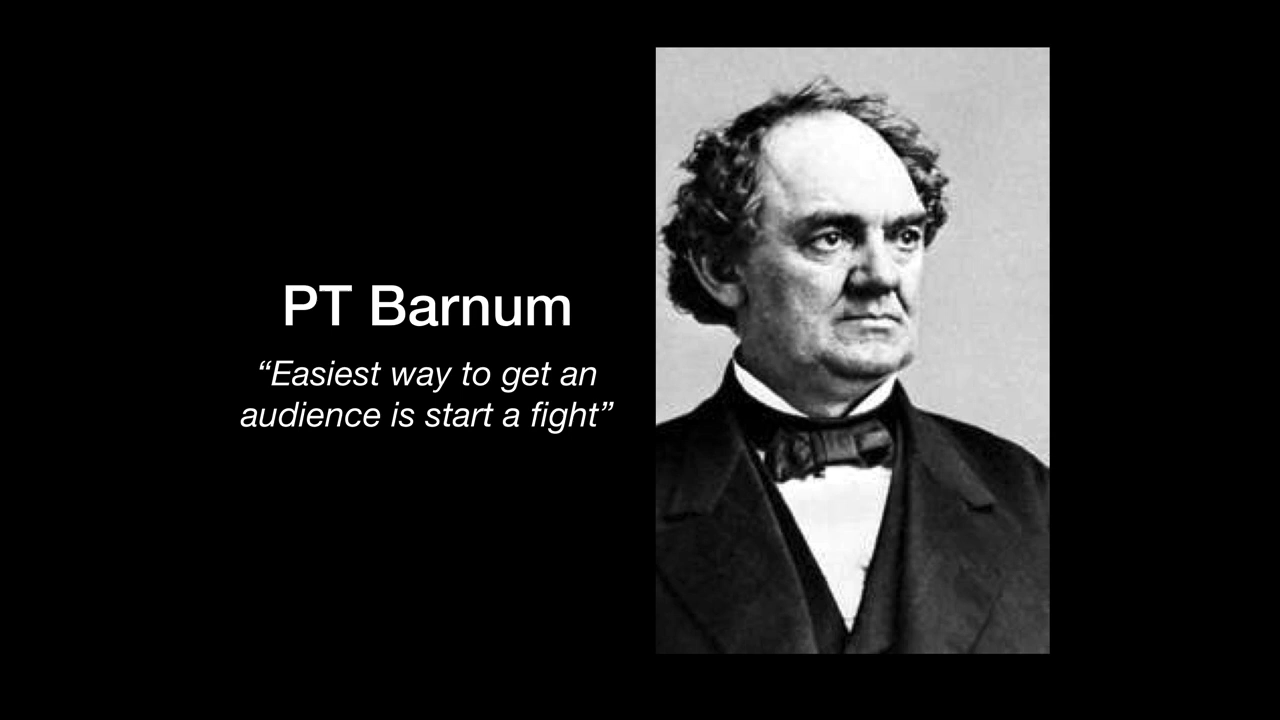 PT Barnum
“Easiest way to get an
audience is start a fight”